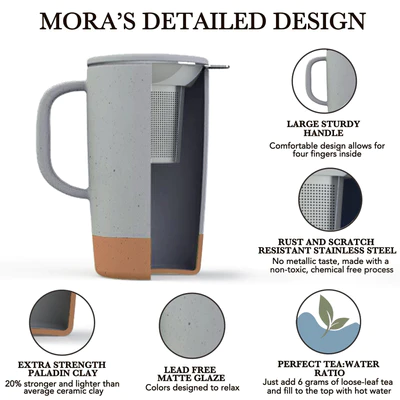 MORA'S DETAILED DESIGN
LARGE STURDY
HANDLE
Comfortable design allows for
four fingers inside
RUST AND SCRATCH
RESISTANT STAINLESS STEEL
No metallic taste, made with a
non-toxic, chemical free process
EXTRA STRENGTH
PALADIN CLAY
20% stronger and lighter than
average ceramic clay
LEAD FREE
MATTE GLAZE
Colors designed to relax
PERFECT TEA:WATER
RATIO
Just add 6 grams of loose-leaf tea
and fill to the top with hot water